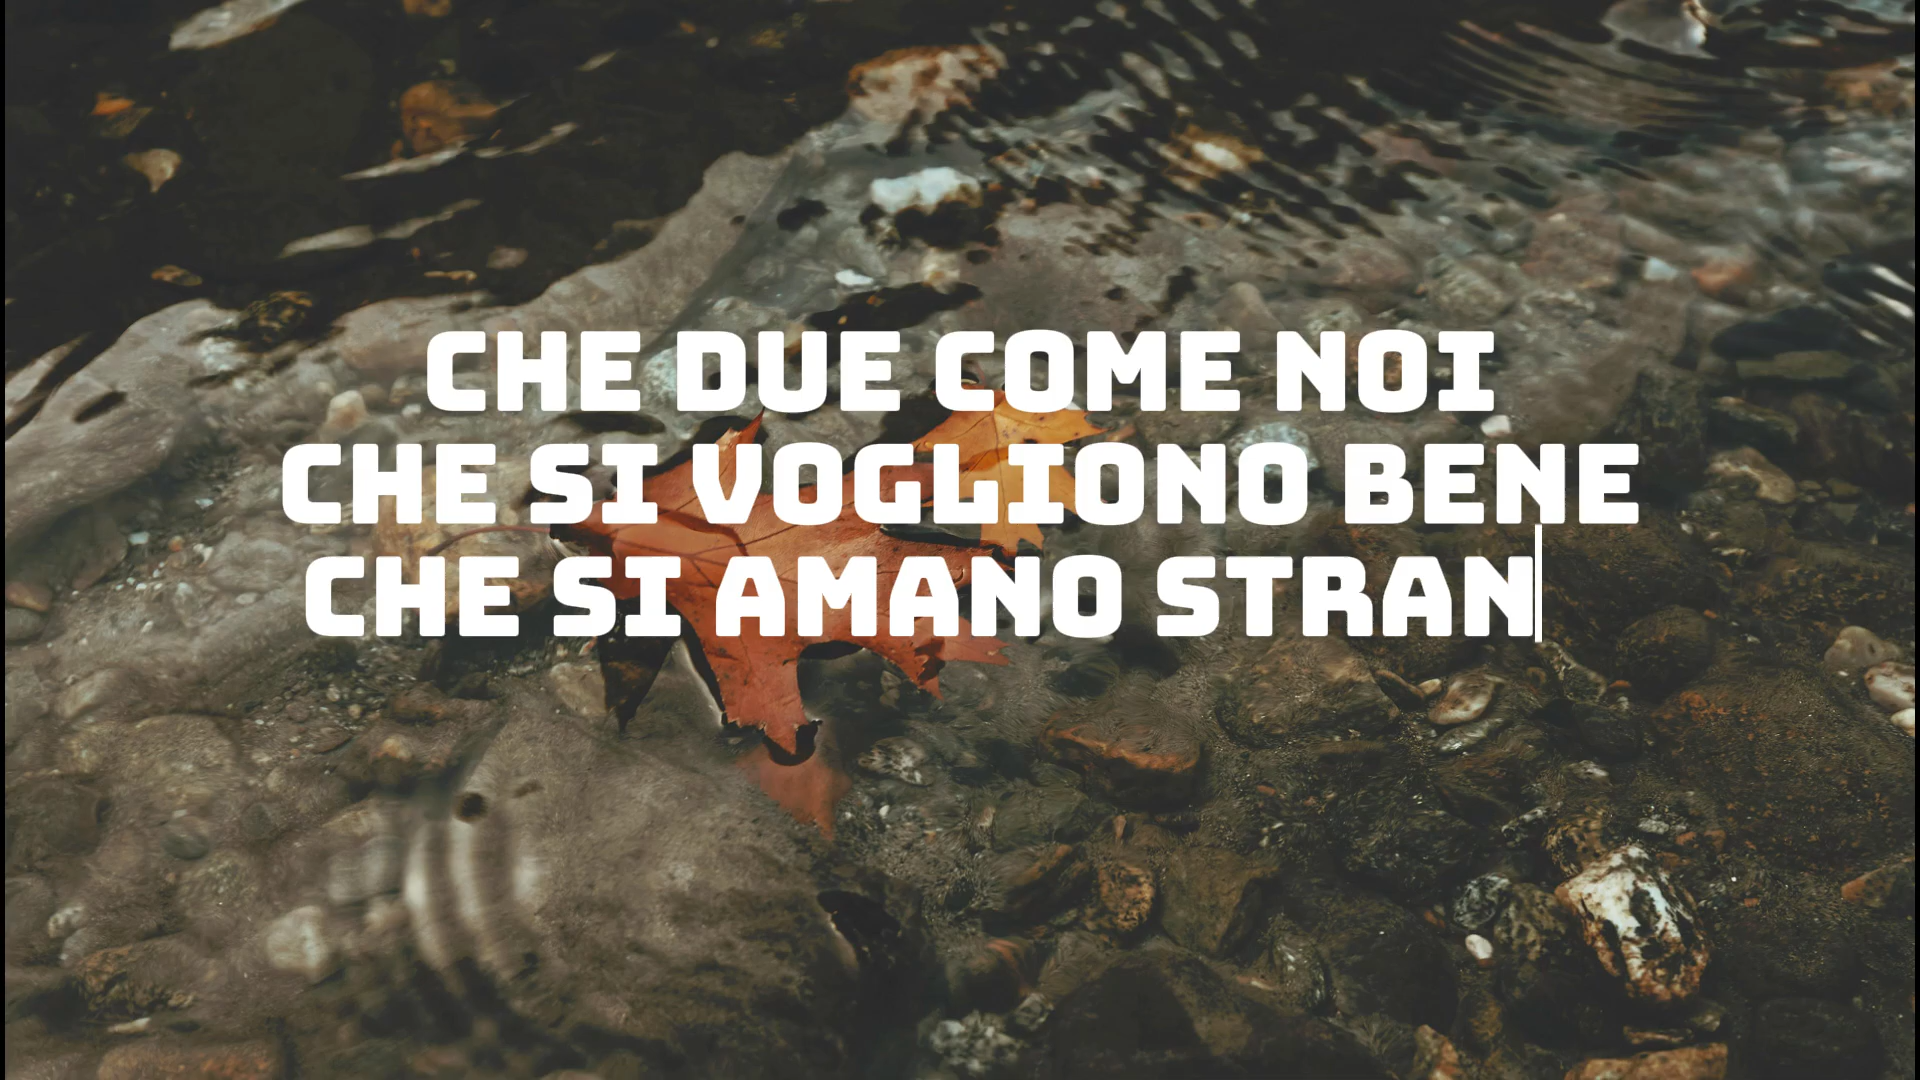 CHE DUE COME NOI
CHE SI VOGLIONO BENE
CHE SI AMANO STRAN